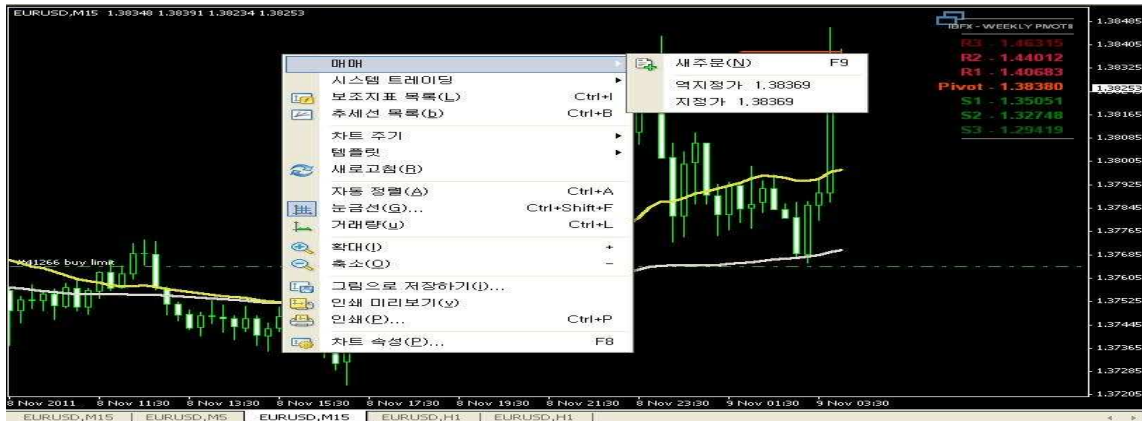 EURUSD,M15 1.38348 1.38391 1.38234 1.38253
IBFX - WEEKLY PIVOTS
R3 - 1.46315
R2 - 1.44012
R1 - 1.40683
Pivot - 1.38380
S1 - 1.35051
S2 - 1.32748
S3 - 1.29419
매매
시스템 트레이딩
보조지표 목록(L) Ctrl+I
추세선 목록(b) Ctrl+B
차트 주기
템플릿
새로고침(R)
자동 정렬(A) Ctrl+A
눈금선(G)... Ctrl+Shift+F
거래량(u) Ctrl+L
확대(I) +
축소(O) -
그림으로 저장하기(i)...
인쇄 미리보기(v)
인쇄(P)... Ctrl+P
차트 속성(P)... F8
새주문(N) F9
역지정가 1.38369
지정가 1.38369
buy limit
1.38485
1.38405
1.38325
1.38253
1.38165
1.38085
1.38005
1.37925
1.37845
1.37765
1.37685
1.37605
1.37525
1.37445
1.37365
1.37285
1.37205
8 Nov 2011 8 Nov 11:30 8 Nov 13:30 8 Nov 15:30 8 Nov 17:30 8 Nov 19:30 8 Nov 21:30 8 Nov 23:30 9 Nov 01:30 9 Nov 03:30
EURUSD,M15 EURUSD,M5 EURUSD,M15 EURUSD,H1 EURUSD,H1